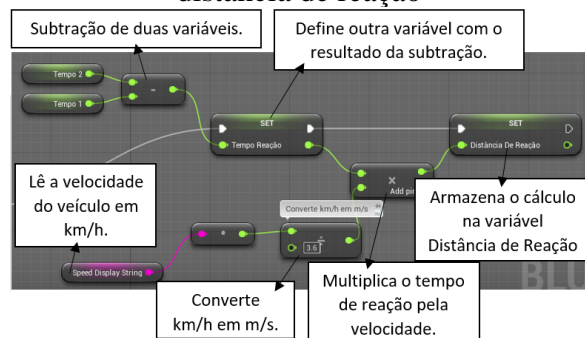 distância de reação
Subtração de duas variáveis.
Define outra variável com o
resultado da subtração.
Tempo 2
Tempo 1
-
SET
Tempo Reação
SET
Distância De Reação
Lê a velocidade
do veículo em
km/h.
×
Add pin
Armazena o cálculo
na variável
Distância de Reação
Converte km/h em m/s
÷
3.6
Speed Display String
Converte
km/h em m/s.
Multiplica o tempo
de reação pela
velocidade.
BLU